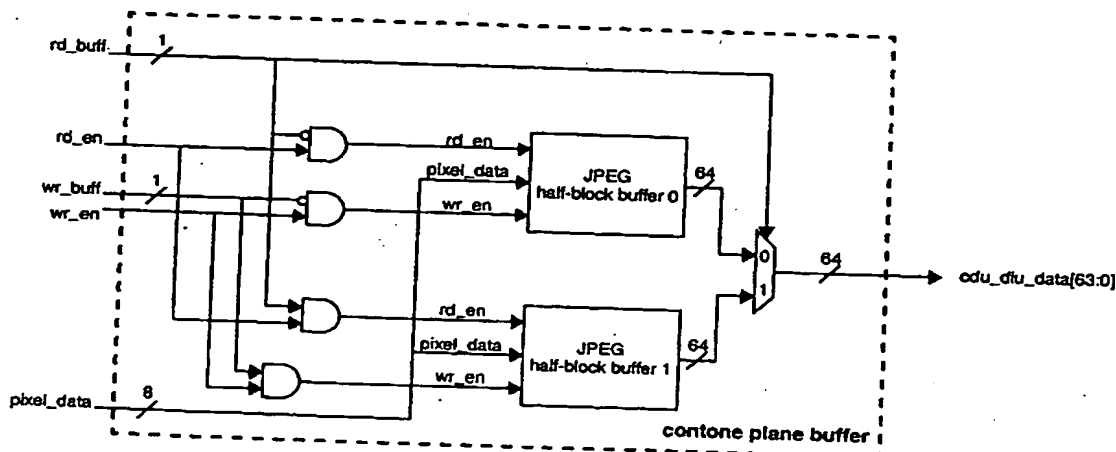 rd_buff
1
rd_en
wr_buff
1
wr_en
pixel_data
8
rd_en
pixel_data
wr_en
JPEG
half-block buffer 0
64
rd_en
pixel_data
wr_en
JPEG
half-block buffer 1
64
0
1
64
cdu_diu_data[63:0]
contone plane buffer